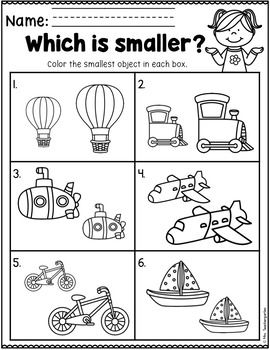 Name:
Which is smaller?
Color the smallest object in each box.
1.
2.
3.
4.
5.
6.